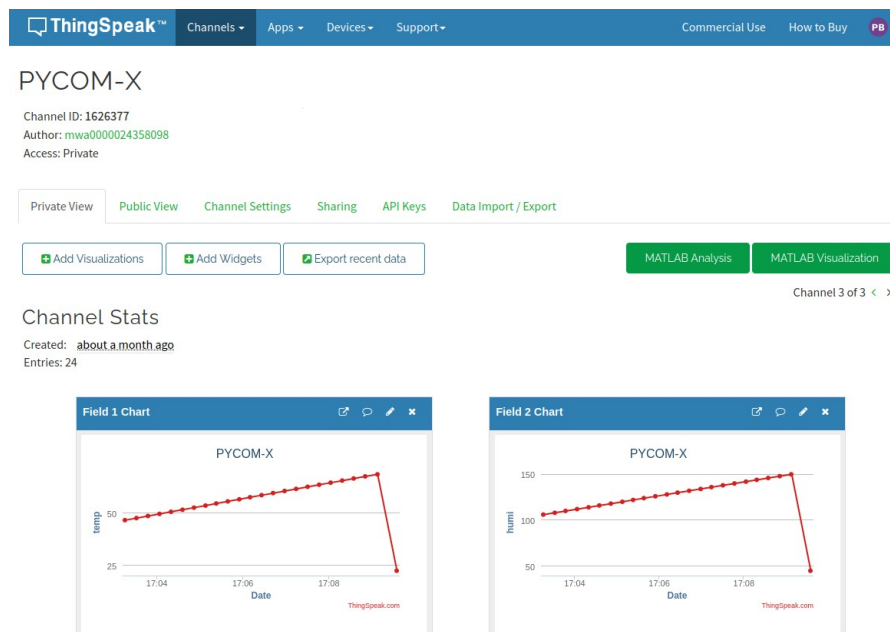 ThingSpeak™ Channels Apps Devices Support Commercial Use How to Buy PB
PYCOM-X
Channel ID: 1626377
Author: mwa0000024358098
Access: Private
Private View Public View Channel Settings Sharing API Keys Data Import / Export
Add Visualizations Add Widgets Export recent data MATLAB Analysis MATLAB Visualization
Channel 3 of 3 < >
Channel Stats
Created: about a month ago
Entries: 24
Field 1 Chart
PYCOM-X
temp
50
25
17:04 17:06 17:08
Date
ThingSpeak.com
Field 2 Chart
PYCOM-X
humi
150
100
50
17:04 17:06 17:08
Date
ThingSpeak.com